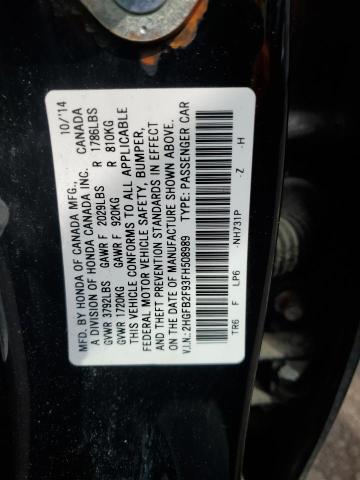 MFD. BY HONDA OF CANADA MFG. 10/'14
A DIVISION OF HONDA CANADA INC. CANADA
GVWR 3792LBS GAWR F 2029LBS R 1786LBS
GVWR 1720KG GAWR F 920KG R 810KG
THIS VEHICLE CONFORMS TO ALL APPLICABLE
FEDERAL MOTOR VEHICLE SAFETY, BUMPER,
AND THEFT PREVENTION STANDARDS IN EFFECT
ON THE DATE OF MANUFACTURE SHOWN ABOVE.
V.I.N.: 2HGFB2F93FH508989 TYPE: PASSENGER CAR
NH731P -Z -H
TR6 F LP6